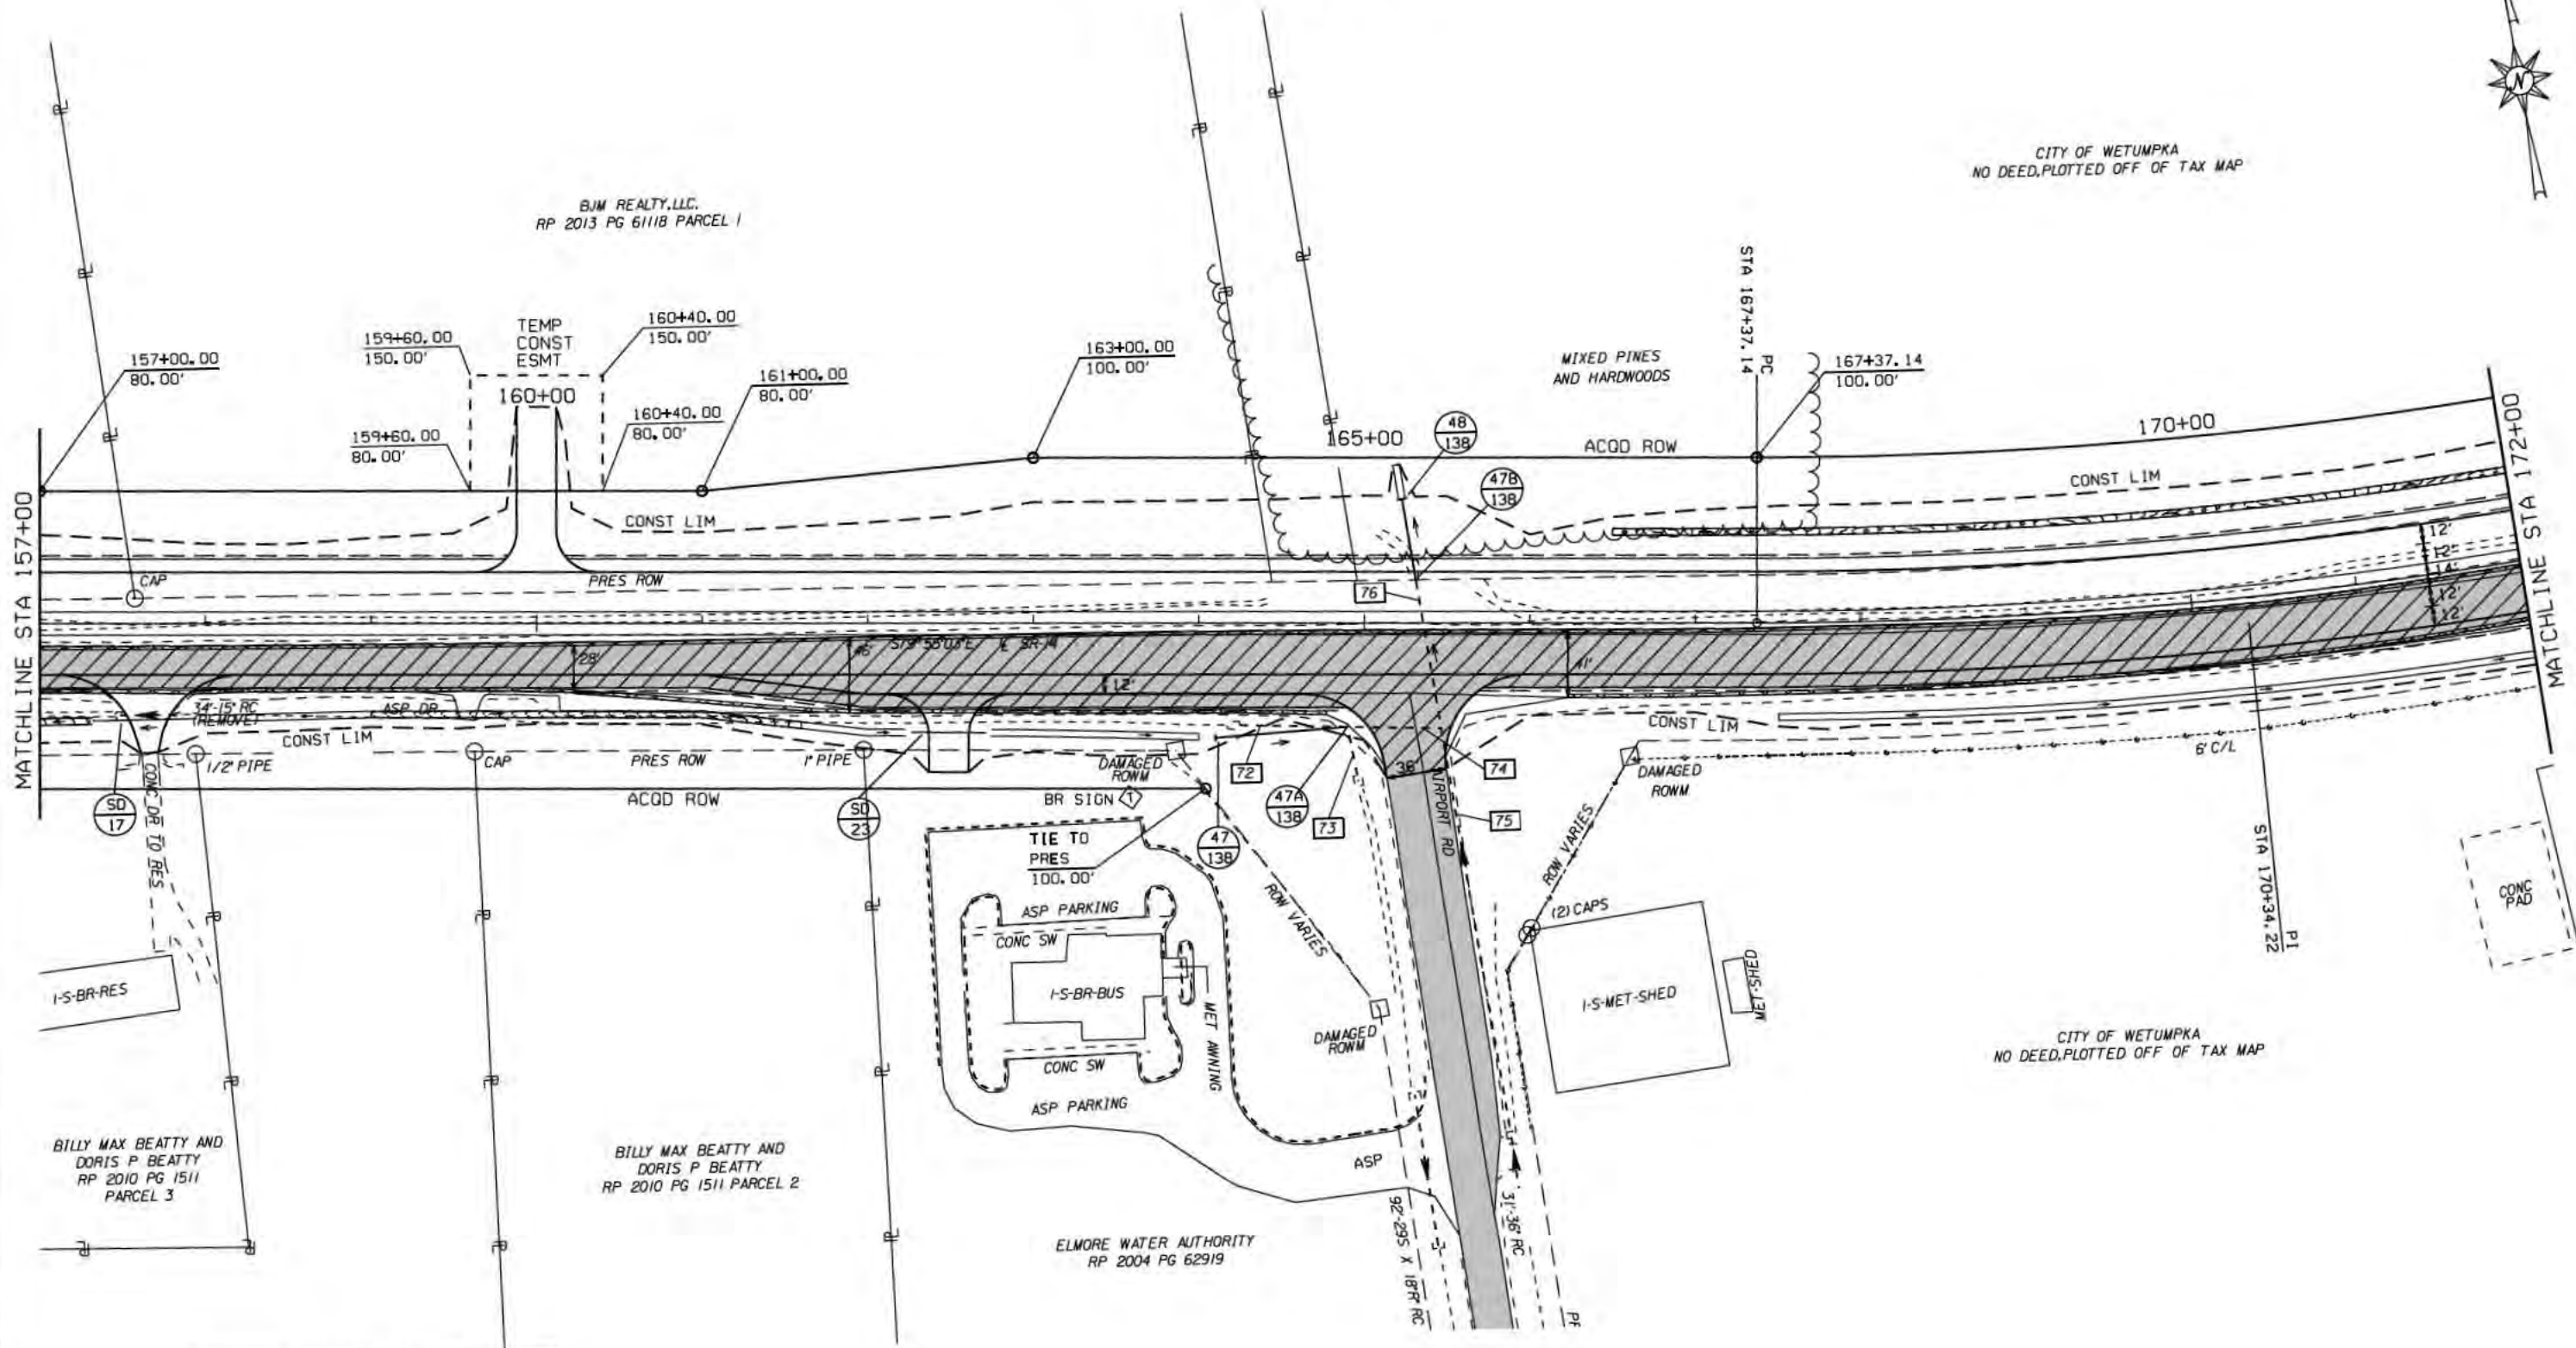 BJM REALTY,LLC.
RP 2013 PG 61118 PARCEL 1
CITY OF WETUMPKA
NO DEED,PLOTTED OFF OF TAX MAP
N
157+00.00
80.00'
159+60.00
150.00'
TEMP
CONST
ESMT
160+00
160+40.00
150.00'
159+60.00
80.00'
160+40.00
80.00'
161+00.00
80.00'
163+00.00
100.00'
MIXED PINES
AND HARDWOODS
STA 167+37.14
PC
167+37.14
100.00'
165+00
48
138
ACQD ROW
170+00
47B
138
CONST LIM
CONST LIM
MATCHLINE STA 157+00
MATCHLINE STA 172+00
CAP
PRES ROW
76
12'
12'
14'
12'
12'
28'
46'
℄ SR-14
12'
41'
34'-15" RC
(REMOVE)
ASP DR
CONST LIM
CONST LIM
1/2" PIPE
CAP
PRES ROW
1" PIPE
DAMAGED
ROWM
72
36'
74
DAMAGED
ROWM
6' C/L
SD
17
CONC DR TO RES
ACQD ROW
SD
23
BR SIGN
T
47A
138
73
AIRPORT RD
75
TIE TO
PRES
100.00'
47
138
ROW VARIES
ROW VARIES
STA 170+34.22
PI
CONC
PAD
ASP PARKING
CONC SW
1-S-BR-BUS
MET AWNING
(2) CAPS
1-S-MET-SHED
MET-SHED
1-S-BR-RES
DAMAGED
ROWM
CONC SW
ASP PARKING
CITY OF WETUMPKA
NO DEED,PLOTTED OFF OF TAX MAP
BILLY MAX BEATTY AND
DORIS P BEATTY
RP 2010 PG 1511
PARCEL 3
BILLY MAX BEATTY AND
DORIS P BEATTY
RP 2010 PG 1511 PARCEL 2
ASP
ELMORE WATER AUTHORITY
RP 2004 PG 62919
31'-36" RC